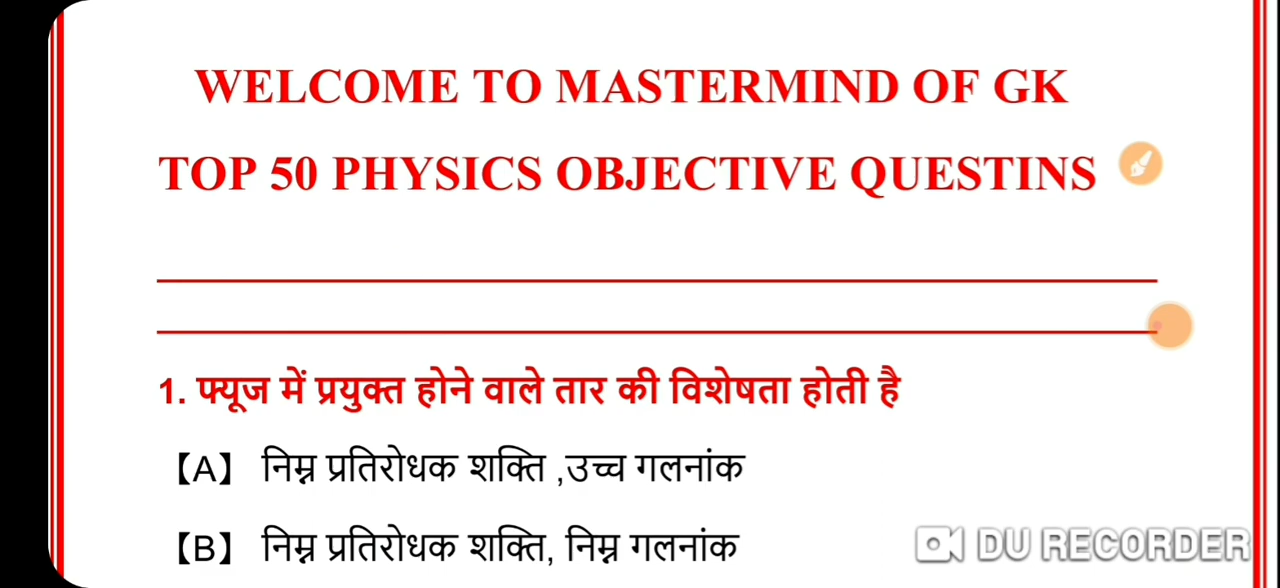 WELCOME TO MASTERMIND OF GK
TOP 50 PHYSICS OBJECTIVE QUESTINS
1. फ्यूज में प्रयुक्त होने वाले तार की विशेषता होती है
【A】 निम्न प्रतिरोधक शक्ति ,उच्च गलनांक
【B】 निम्न प्रतिरोधक शक्ति, निम्न गलनांक
DU RECORDER